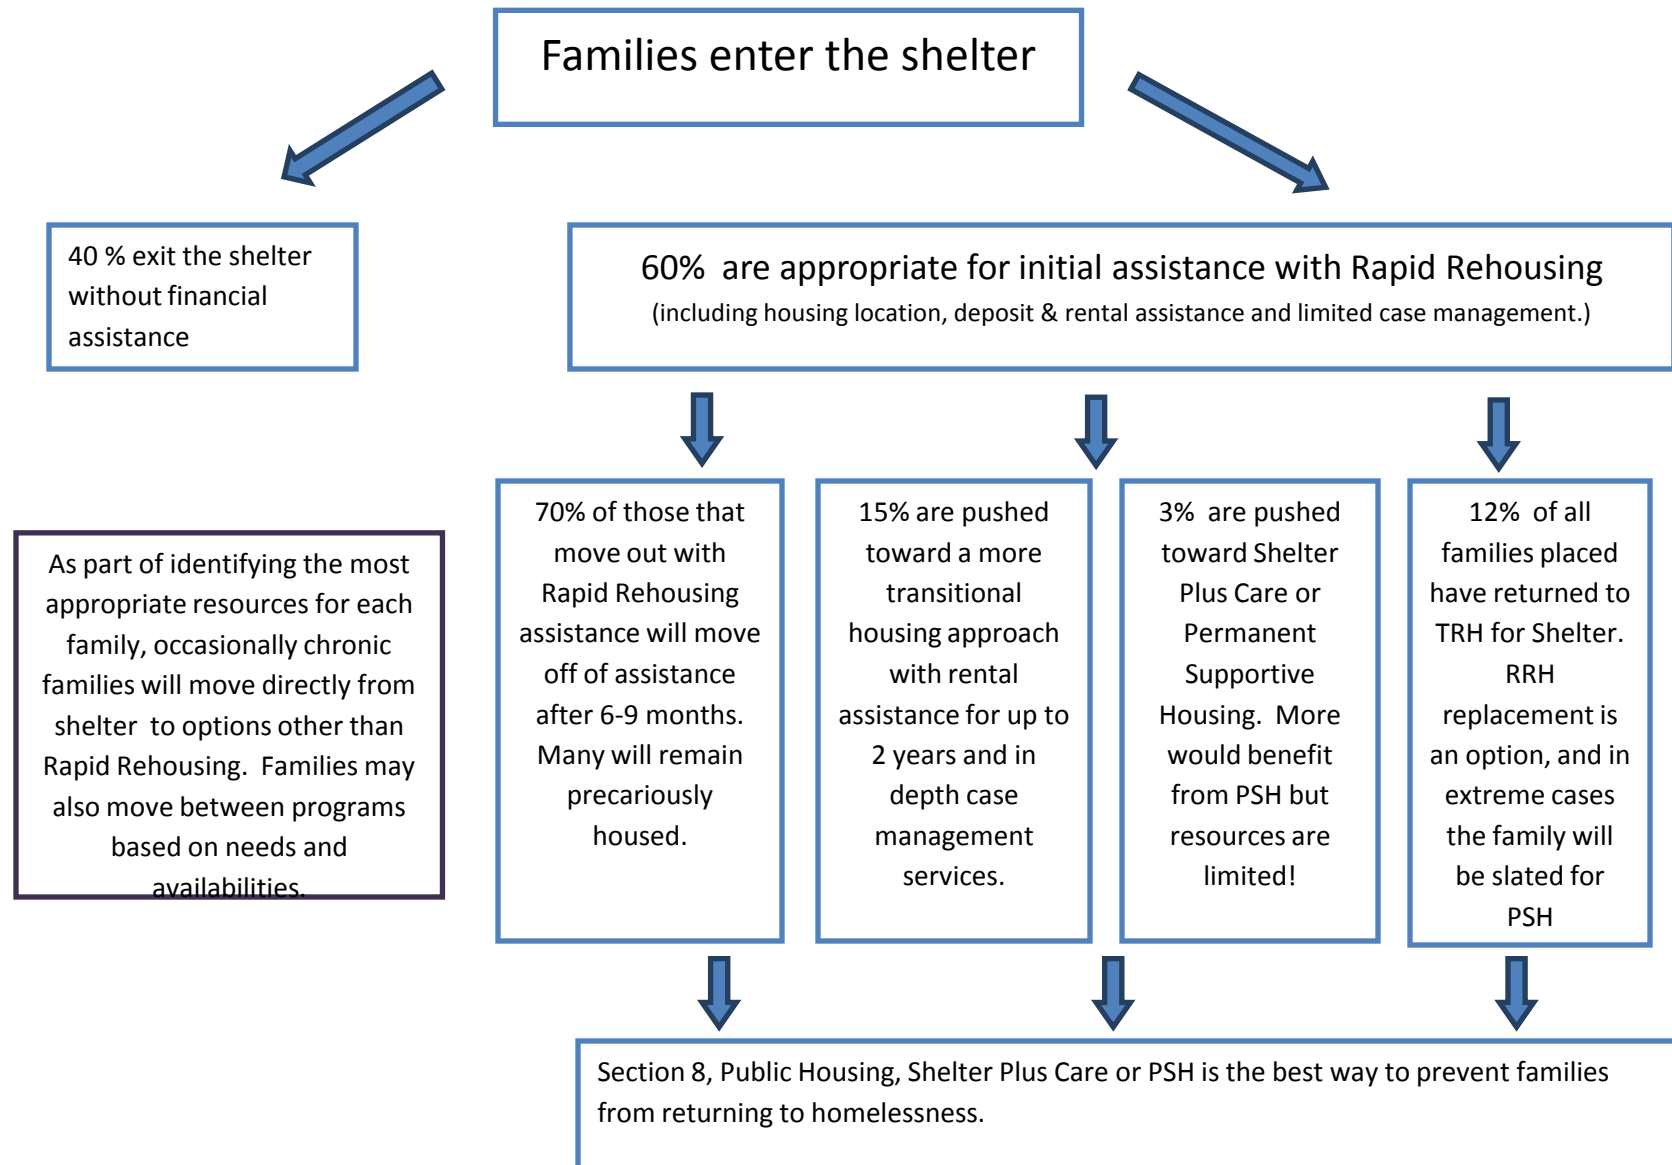 Families enter the shelter
40 % exit the shelter
without financial
assistance
60%  are appropriate for initial assistance with Rapid Rehousing
(including housing location, deposit & rental assistance and limited case management.)
As part of identifying the most
appropriate resources for each
family, occasionally chronic
families will move directly from
shelter  to options other than
Rapid Rehousing.  Families may
also move between programs
based on needs and
availabilities.
70% of those that
move out with
Rapid Rehousing
assistance will move
off of assistance
after 6-9 months.
Many will remain
precariously
housed.
15% are pushed
toward a more
transitional
housing approach
with rental
assistance for up to
2 years and in
depth case
management
services.
3%  are pushed
toward Shelter
Plus Care or
Permanent
Supportive
Housing.  More
would benefit
from PSH but
resources are
limited!
12%  of all
families placed
have returned to
TRH for Shelter.
RRH
replacement is
an option, and in
extreme cases
the family will
be slated for
PSH
Section 8, Public Housing, Shelter Plus Care or PSH is the best way to prevent families
from returning to homelessness.